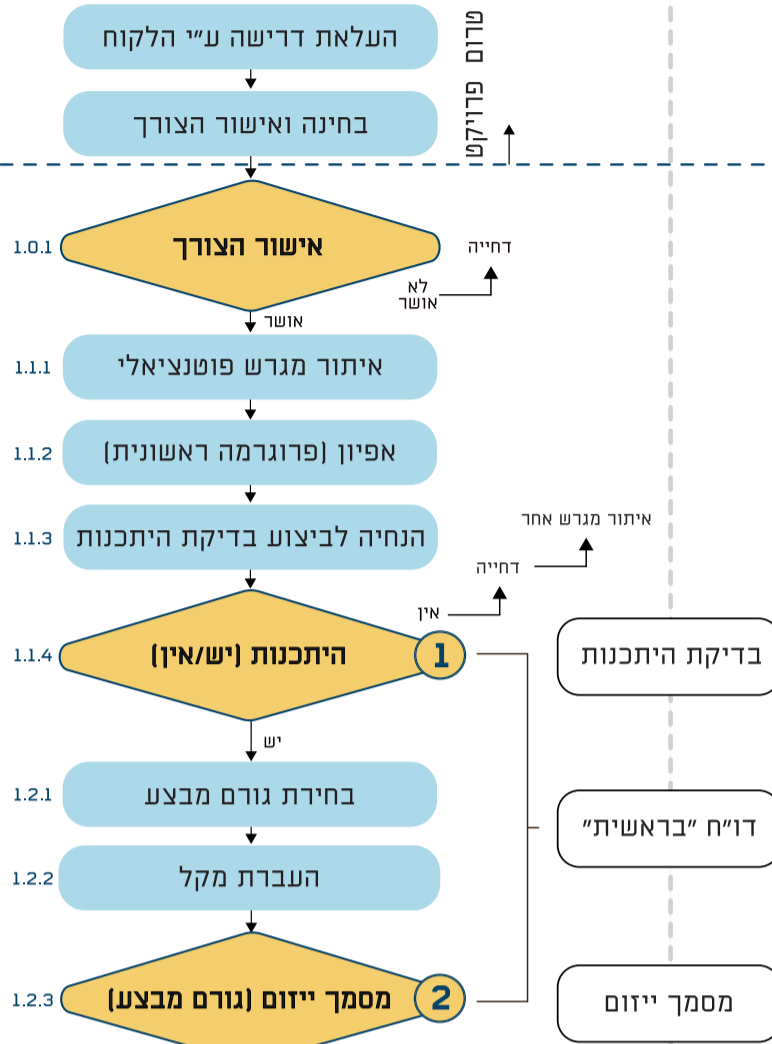 העלאת דרישה ע"י הלקוח
בחינה ואישור הצורך
פרום פרויקט
1.0.1
אישור הצורך
דחייה
לא
אושר
אושר
1.1.1
איתור מגרש פוטנציאלי
1.1.2
אפיון (פרוגרמה ראשונית)
1.1.3
הנחיה לביצוע בדיקת היתכנות
איתור מגרש אחר
דחייה
אין
1.1.4
היתכנות (יש/אין)
1
בדיקת היתכנות
יש
1.2.1
בחירת גורם מבצע
דו"ח "בראשית"
1.2.2
העברת מקל
1.2.3
מסמך ייזום (גורם מבצע)
2
מסמך ייזום